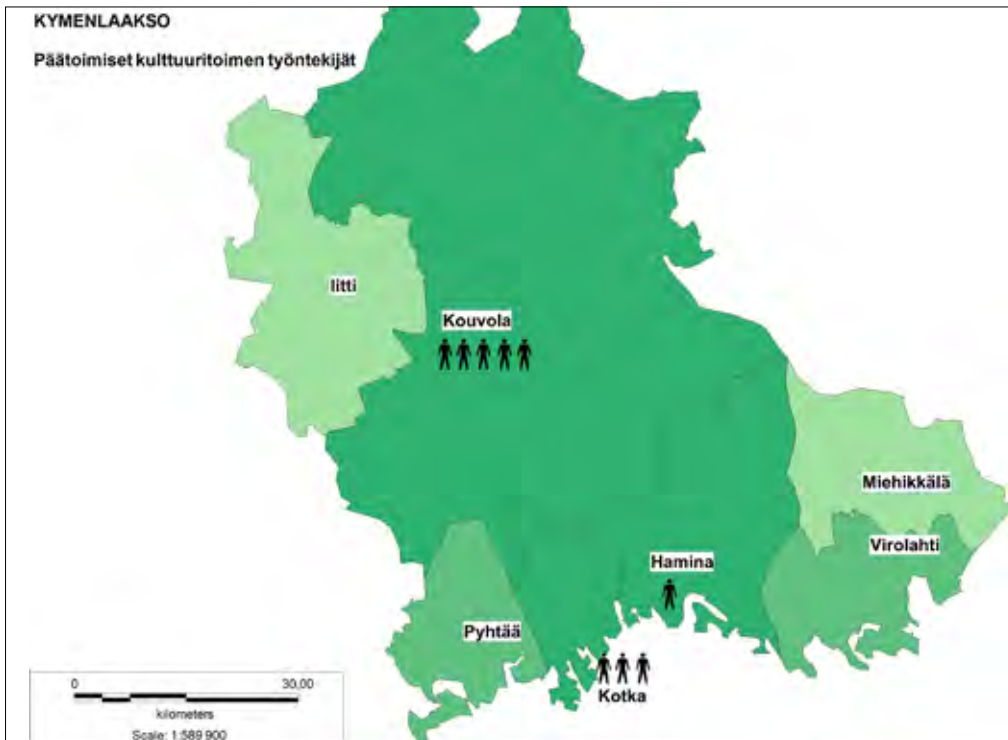 KYMENLAAKSO
Päätoimiset kulttuuritoimen työntekijät
Iitti
Kouvola
Miehikkälä
Virolahti
Hamina
Pyhtää
Kotka
0 30,00
kilometers
Scale: 1:589 900